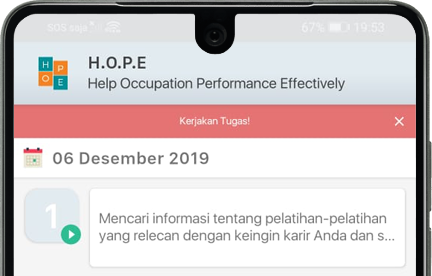 SOS saja 67% 19.53
H O P E
H.O.P.E
Help Occupation Performance Effectively
Kerjakan Tugas!
06 Desember 2019
1
Mencari informasi tentang pelatihan-pelatihan
yang relecan dengan keingin karir Anda dan s...